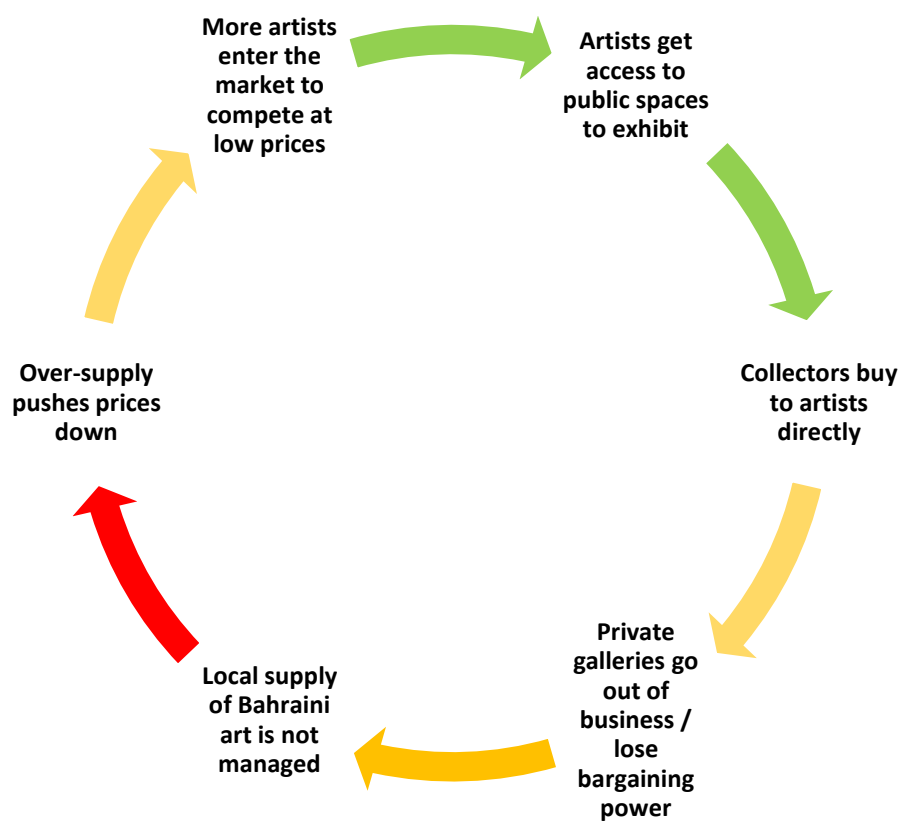 More artists
enter the
market to
compete at
low prices
Artists get
access to
public spaces
to exhibit
Collectors buy
to artists
directly
Private
galleries go
out of
business /
lose
bargaining
power
Local supply
of Bahraini
art is not
managed
Over-supply
pushes prices
down